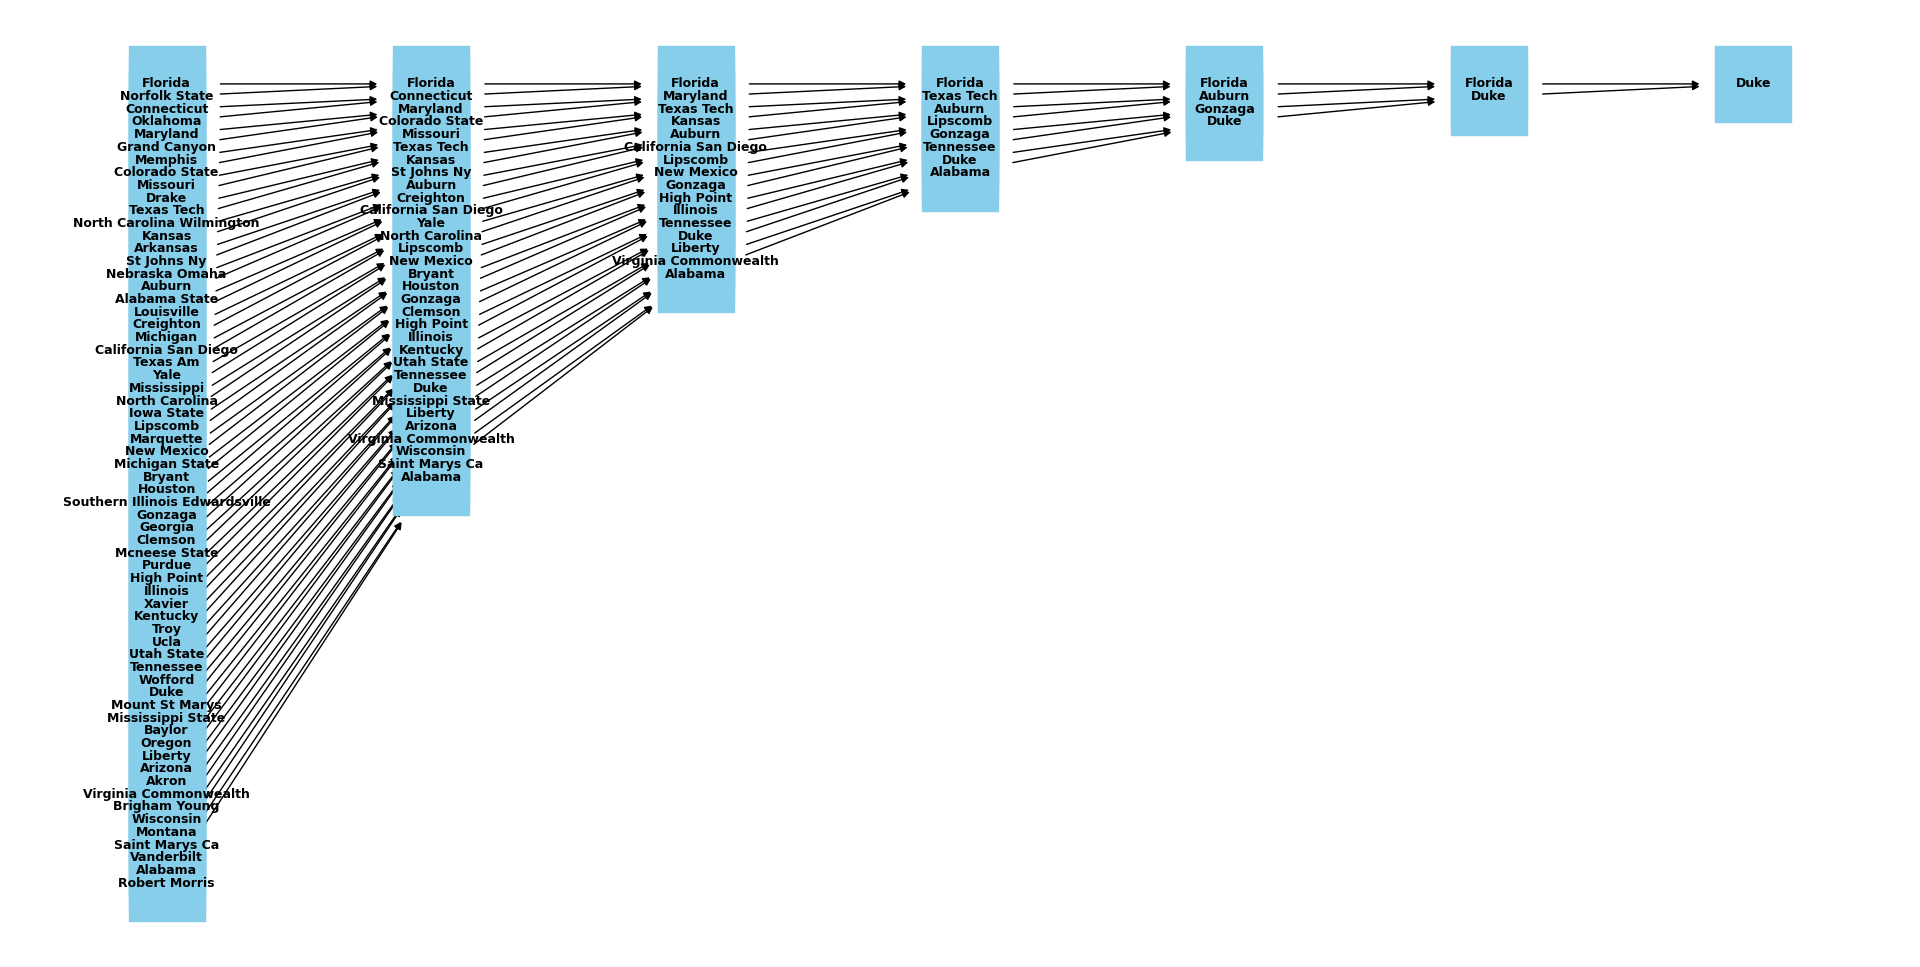 Florida
Norfolk State
Connecticut
Oklahoma
Maryland
Grand Canyon
Memphis
Colorado State
Missouri
Drake
Texas Tech
North Carolina Wilmington
Kansas
Arkansas
St Johns Ny
Nebraska Omaha
Auburn
Alabama State
Louisville
Creighton
Michigan
California San Diego
Texas Am
Yale
Mississippi
North Carolina
Iowa State
Lipscomb
Marquette
New Mexico
Michigan State
Bryant
Houston
Southern Illinois Edwardsville
Gonzaga
Georgia
Clemson
Mcneese State
Purdue
High Point
Illinois
Xavier
Kentucky
Troy
Ucla
Utah State
Tennessee
Wofford
Duke
Mount St Marys
Mississippi State
Baylor
Oregon
Liberty
Arizona
Akron
Virginia Commonwealth
Brigham Young
Wisconsin
Montana
Saint Marys Ca
Vanderbilt
Alabama
Robert Morris
Florida
Connecticut
Maryland
Colorado State
Missouri
Texas Tech
Kansas
St Johns Ny
Auburn
Creighton
California San Diego
Yale
North Carolina
Lipscomb
New Mexico
Bryant
Houston
Gonzaga
Clemson
High Point
Illinois
Kentucky
Utah State
Tennessee
Duke
Mississippi State
Liberty
Arizona
Virginia Commonwealth
Wisconsin
Saint Marys Ca
Alabama
Florida
Maryland
Texas Tech
Kansas
Auburn
California San Diego
Lipscomb
New Mexico
Gonzaga
High Point
Illinois
Tennessee
Duke
Liberty
Virginia Commonwealth
Alabama
Florida
Texas Tech
Auburn
Lipscomb
Gonzaga
Tennessee
Duke
Alabama
Florida
Auburn
Gonzaga
Duke
Florida
Duke
Duke